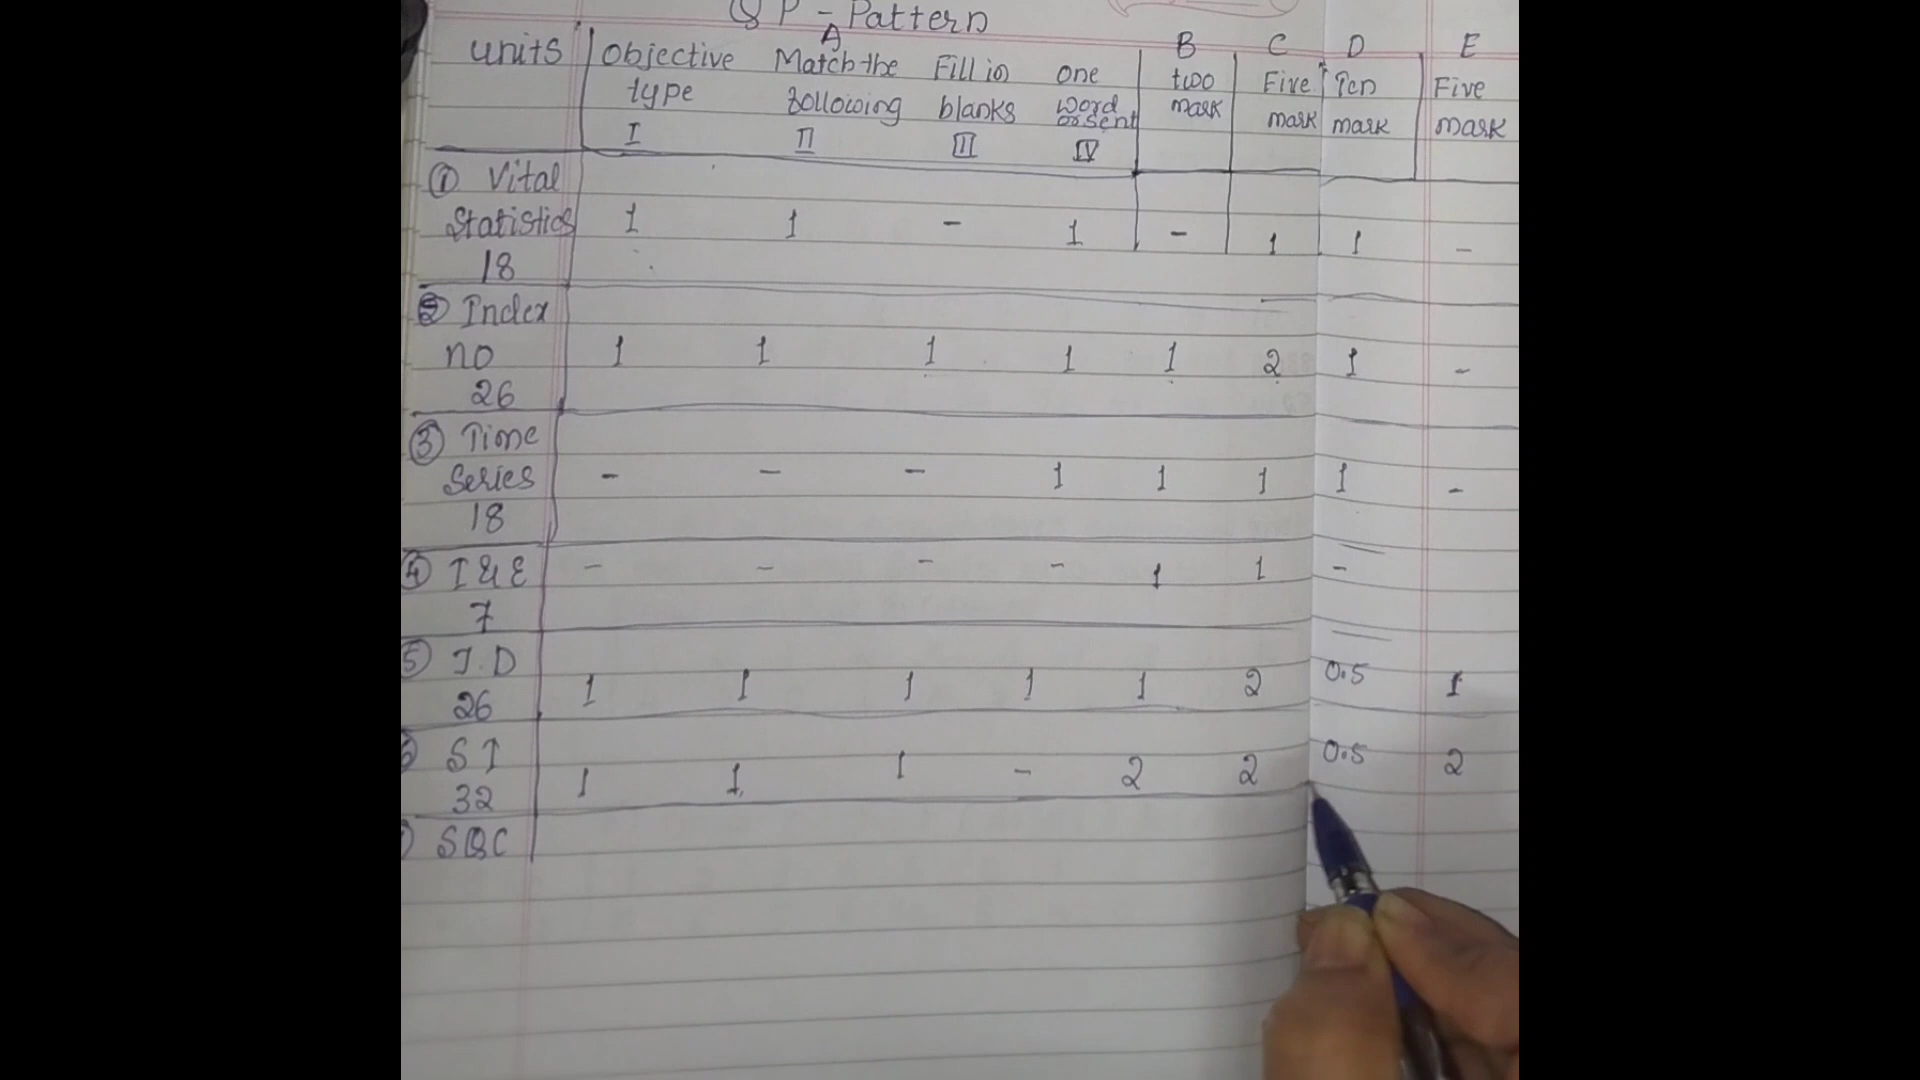 QP - Pattern
A B C D E
units Objective Match the Fill in one two Five Ten Five
type following blanks word mark mark mark mark
or sent
I II III IV
① Vital
Statistics 1 1 - 1 - 1 1 -
18
② Index
no 1 1 1 1 1 2 1 -
26
③ Time
Series - - - 1 1 1 1 -
18
④ I & E - - - - 1 1 -
7
⑤ T.D 1 1 1 1 1 2 0.5 1
26
⑥ S I 1 1 1 - 2 2 0.5 2
32
SQC